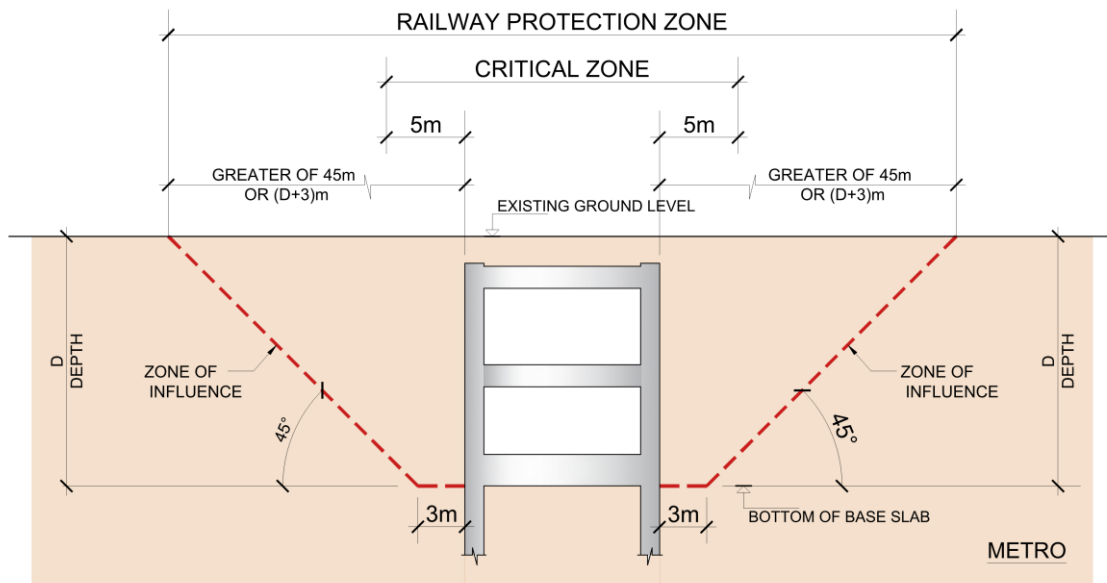 RAILWAY PROTECTION ZONE
CRITICAL ZONE
5m
5m
GREATER OF 45m
OR (D+3)m
GREATER OF 45m
OR (D+3)m
EXISTING GROUND LEVEL
D
DEPTH
ZONE OF
INFLUENCE
45°
ZONE OF
INFLUENCE
45°
D
DEPTH
3m
3m
BOTTOM OF BASE SLAB
METRO